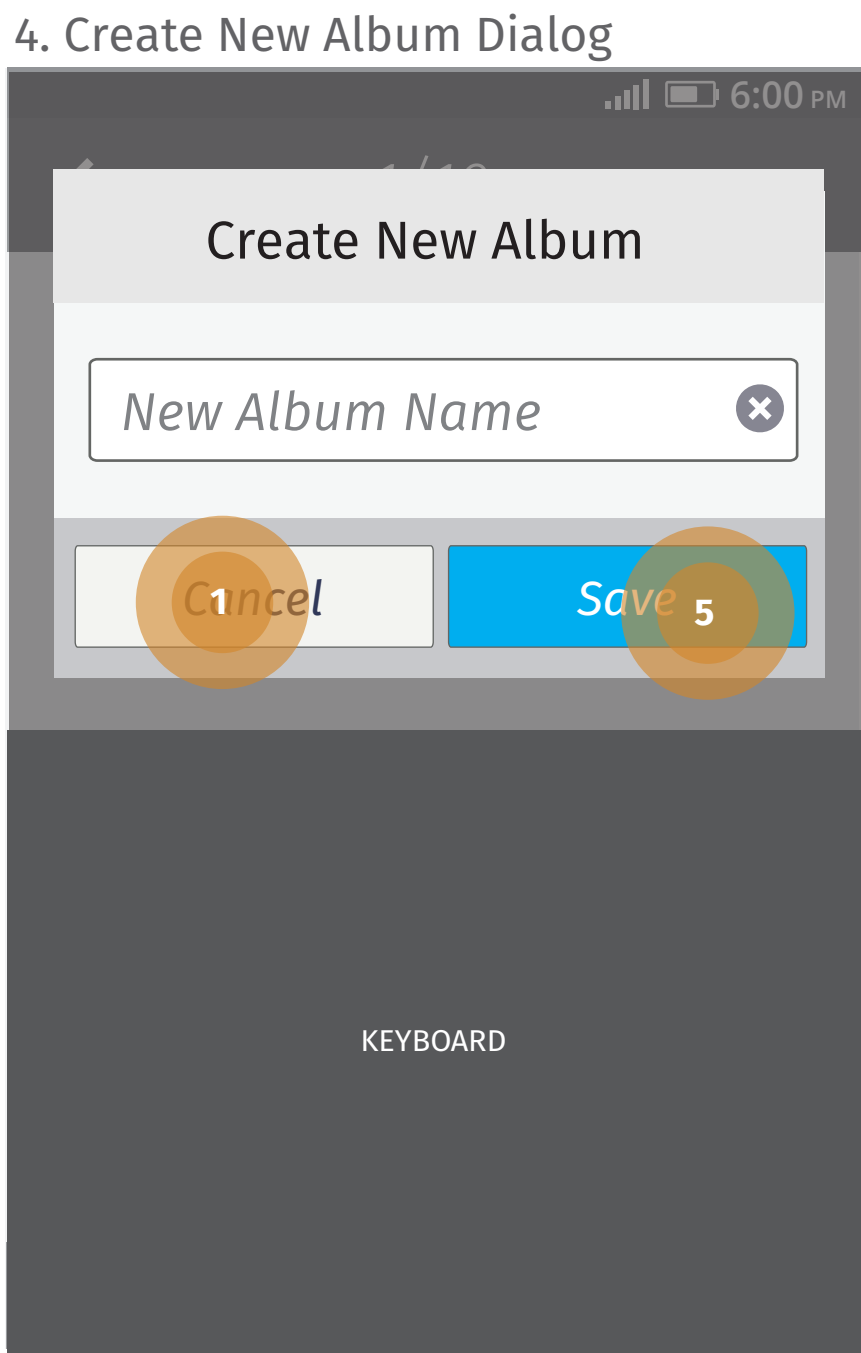 4. Create New Album Dialog
6:00 PM
Create New Album
New Album Name
Cancel
1
Save
5
KEYBOARD